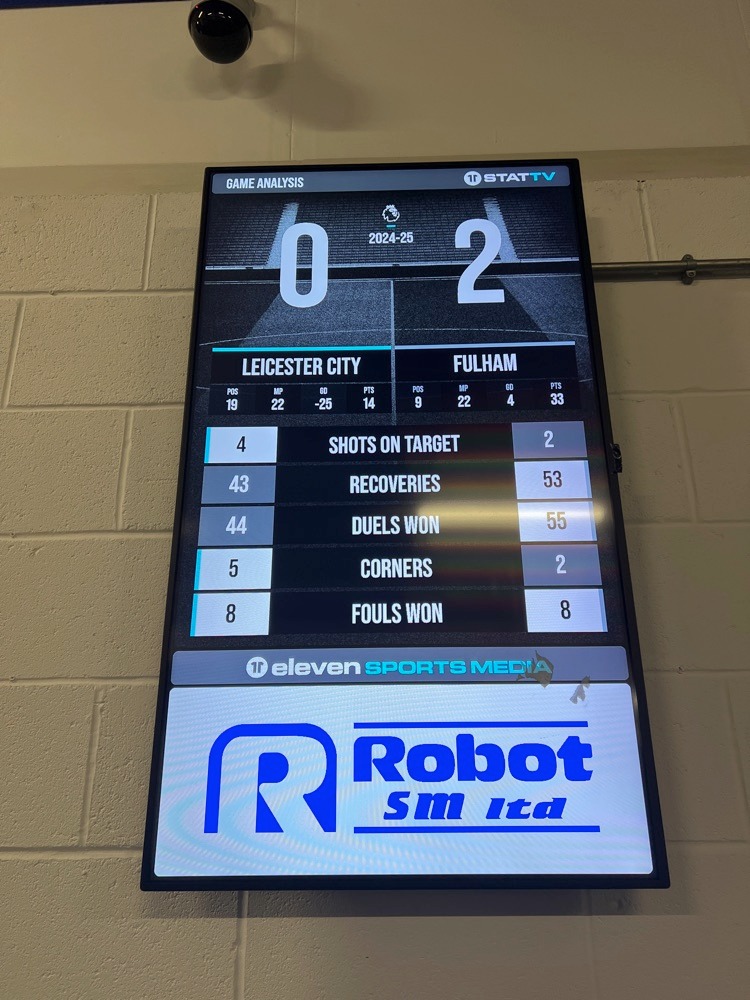 GAME ANALYSIS
STATTV
0 2
2024-25
LEICESTER CITY FULHAM
POS MP GD PTS POS MP GD PTS
19 22 -25 14 9 22 4 33
4 SHOTS ON TARGET 2
43 RECOVERIES 53
44 DUELS WON 55
5 CORNERS 2
8 FOULS WON 8
eleven SPORTS MEDIA
R Robot
SM ltd